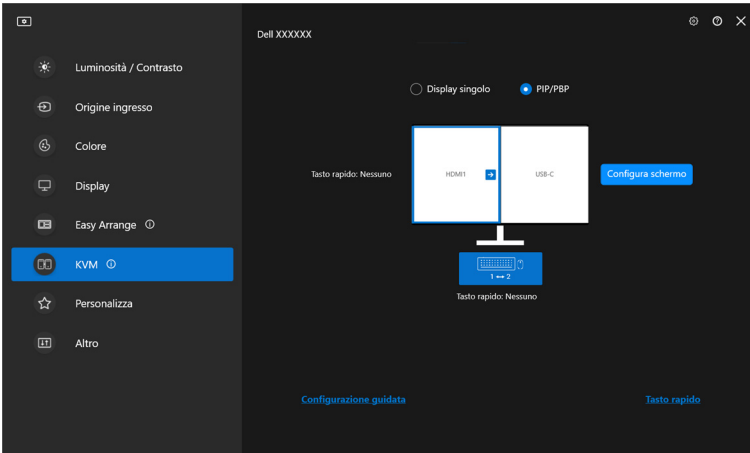 Dell XXXXXX
Luminosità / Contrasto
Origine ingresso
Colore
Display
Easy Arrange
KVM
Personalizza
Altro
Display singolo
PIP/PBP
Tasto rapido: Nessuno
HDMI1
USB-C
Configura schermo
1 ↔ 2
Tasto rapido: Nessuno
Configurazione guidata
Tasto rapido